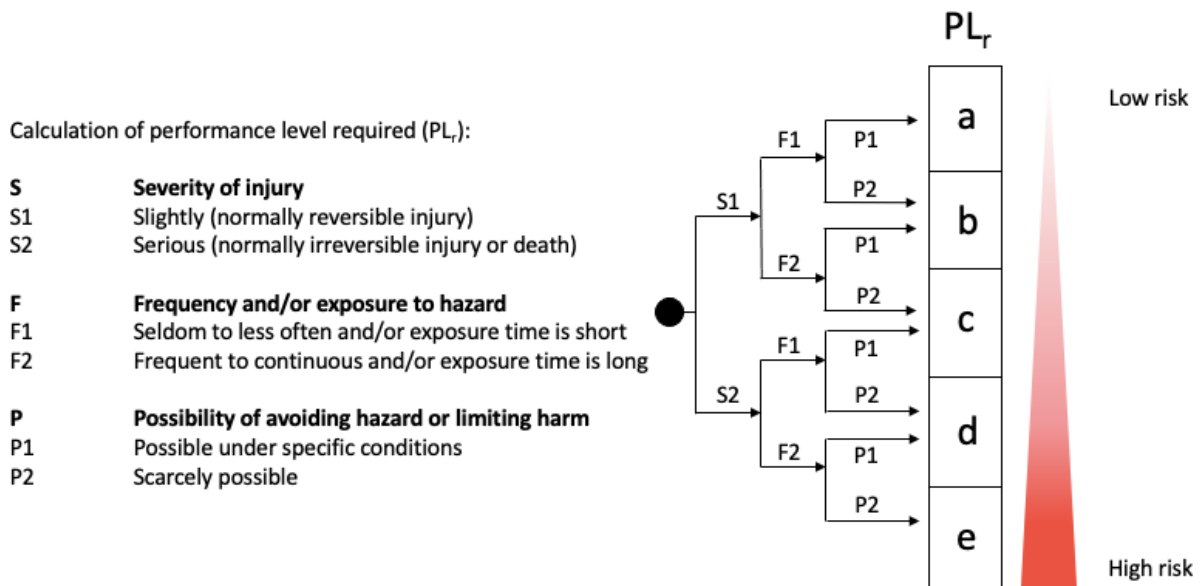 Calculation of performance level required (PLr):
S Severity of injury
S1 Slightly (normally reversible injury)
S2 Serious (normally irreversible injury or death)
F Frequency and/or exposure to hazard
F1 Seldom to less often and/or exposure time is short
F2 Frequent to continuous and/or exposure time is long
P Possibility of avoiding hazard or limiting harm
P1 Possible under specific conditions
P2 Scarcely possible
PLr
Low risk
a
F1 P1
P2
S1
b
P1
F2
P2
c
F1 P1
P2
S2
d
F2 P1
P2
e
High risk